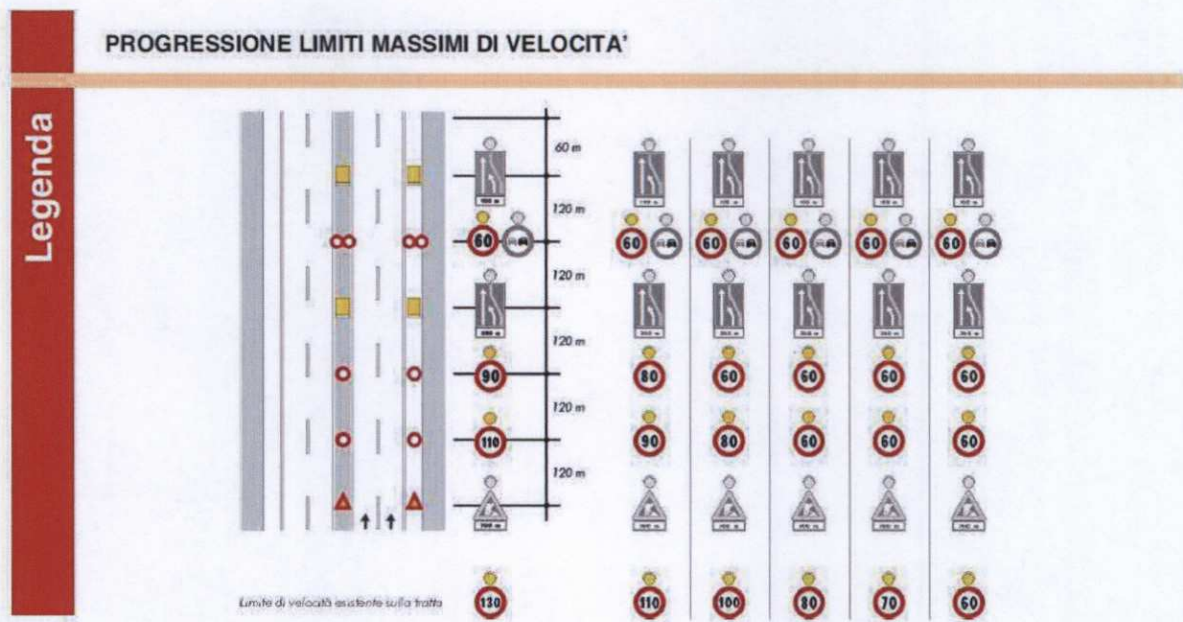 PROGRESSIONE LIMITI MASSIMI DI VELOCITA'
Legenda
60 m
120 m
60 60 60 60 60 60
120 m
120 m
90 80 60 60 60 60
120 m
110 90 80 60 60 60
120 m
Limite di velocità esistente sulla tratta 130 110 100 80 70 60